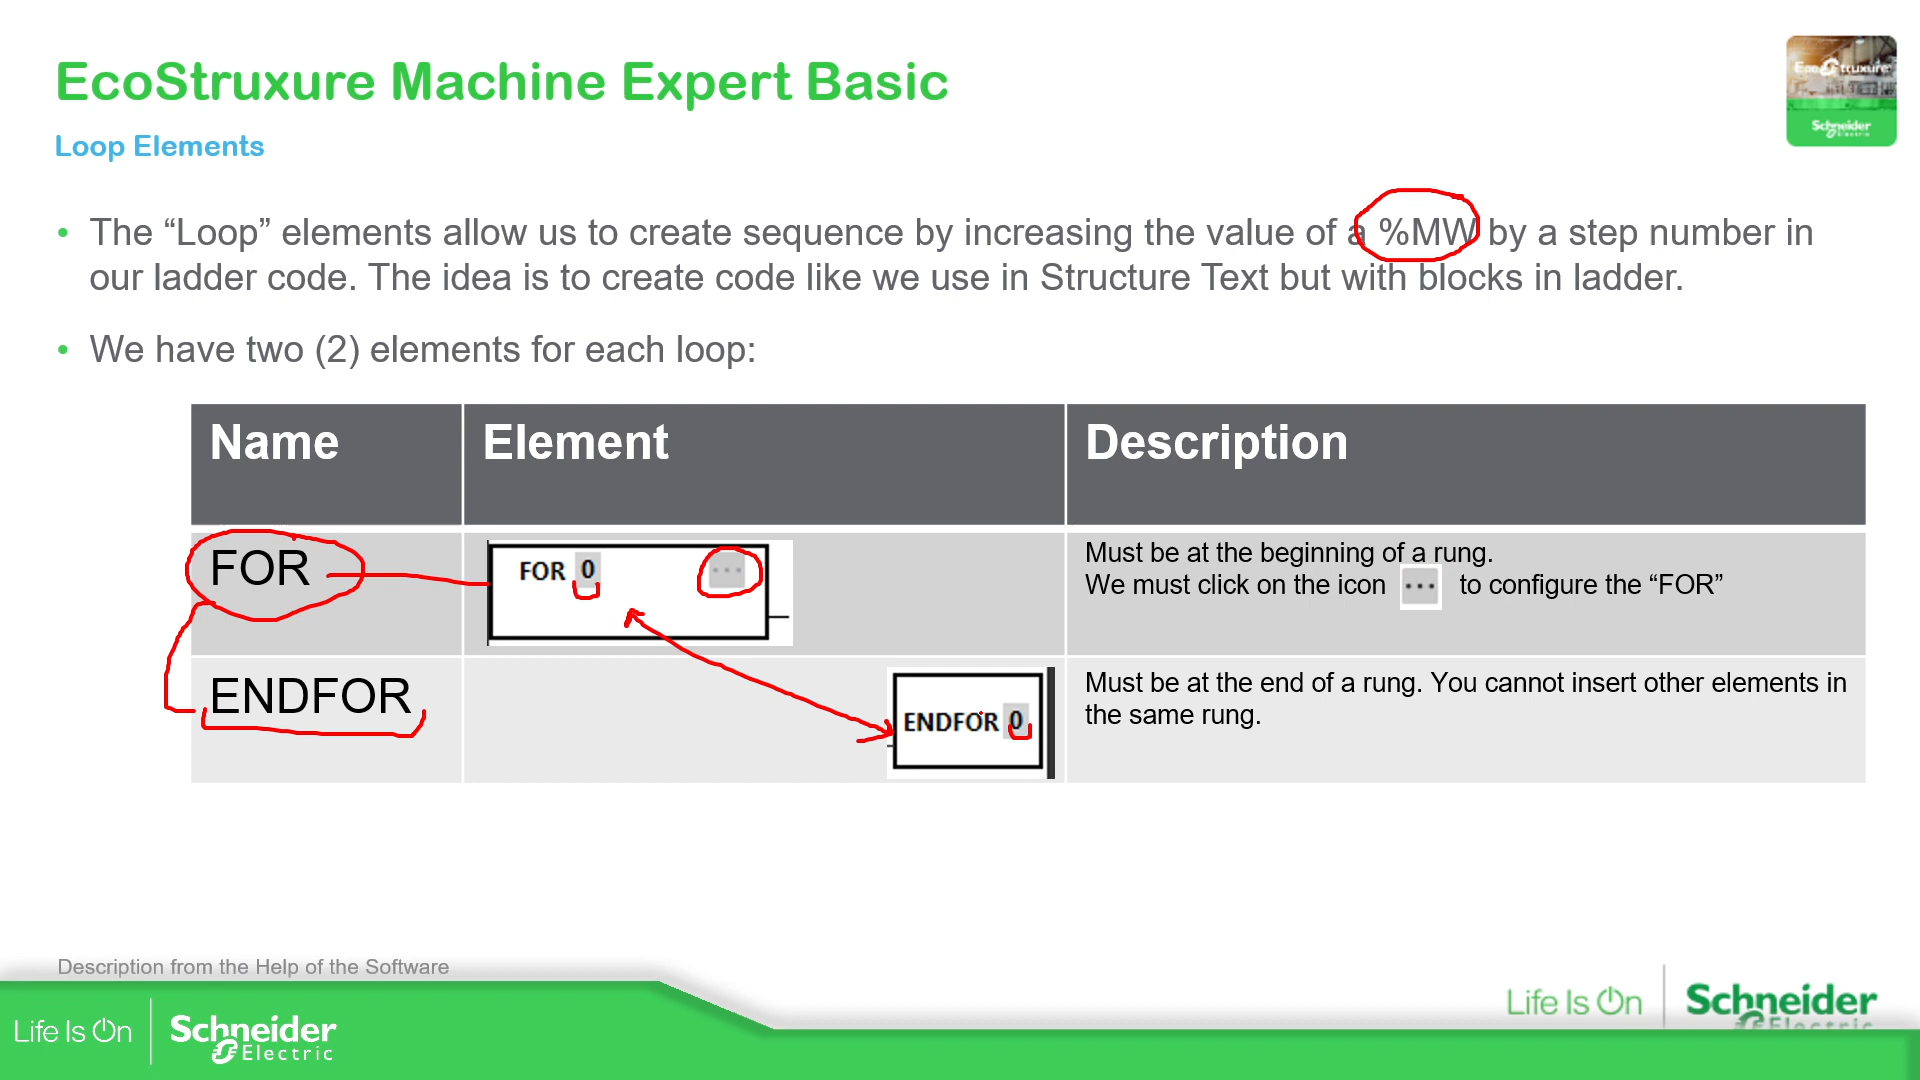 EcoStruxure Machine Expert Basic
Loop Elements
EcoStruxure
Schneider
Electric
• The “Loop” elements allow us to create sequence by increasing the value of a %MW by a step number in
our ladder code. The idea is to create code like we use in Structure Text but with blocks in ladder.
• We have two (2) elements for each loop:
Name Element Description
FOR
FOR 0 ...
Must be at the beginning of a rung.
We must click on the icon ... to configure the “FOR”
ENDFOR
ENDFOR 0
Must be at the end of a rung. You cannot insert other elements in
the same rung.
Description from the Help of the Software
Life Is On
Schneider
Electric
Life Is On
Schneider
Electric